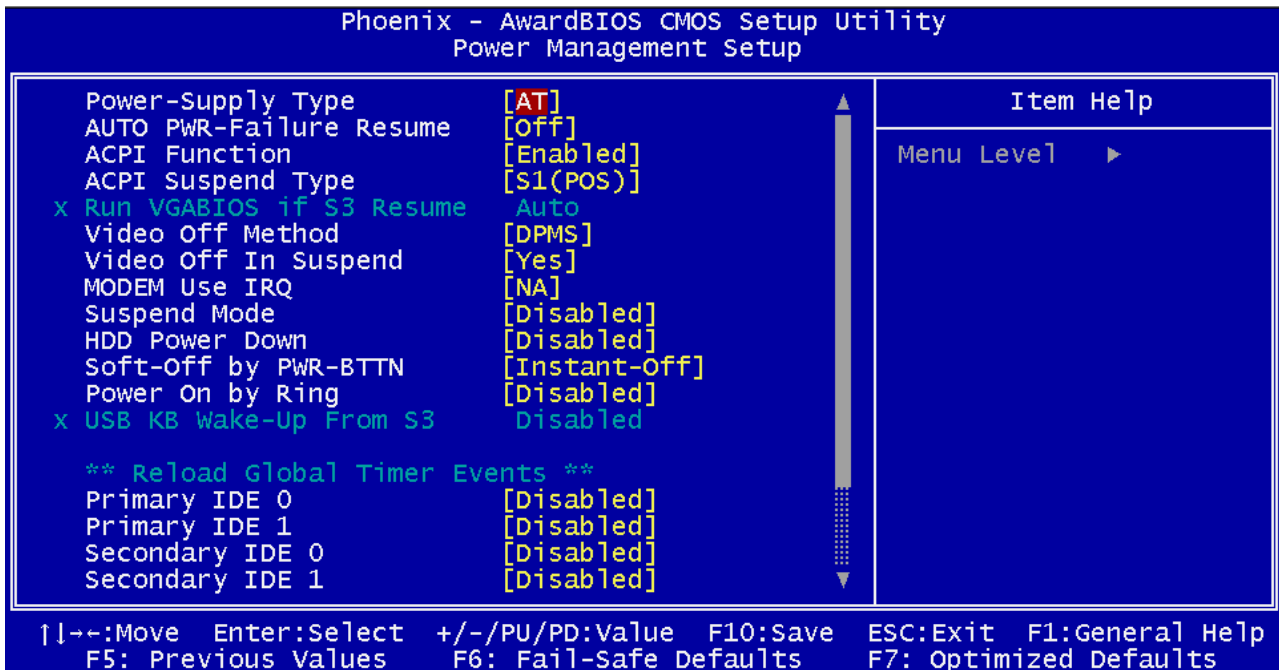 Phoenix - AwardBIOS CMOS Setup Utility
Power Management Setup
Power-Supply Type [AT]
AUTO PWR-Failure Resume [Off]
ACPI Function [Enabled]
ACPI Suspend Type [S1(POS)]
x Run VGABIOS if S3 Resume Auto
Video Off Method [DPMS]
Video Off In Suspend [Yes]
MODEM Use IRQ [NA]
Suspend Mode [Disabled]
HDD Power Down [Disabled]
Soft-Off by PWR-BTTN [Instant-Off]
Power On by Ring [Disabled]
x USB KB Wake-Up From S3 Disabled
** Reload Global Timer Events **
Primary IDE 0 [Disabled]
Primary IDE 1 [Disabled]
Secondary IDE 0 [Disabled]
Secondary IDE 1 [Disabled]
Item Help
Menu Level ▶
↑↓→←:Move Enter:Select +/-/PU/PD:Value F10:Save ESC:Exit F1:General Help
F5: Previous Values F6: Fail-Safe Defaults F7: Optimized Defaults